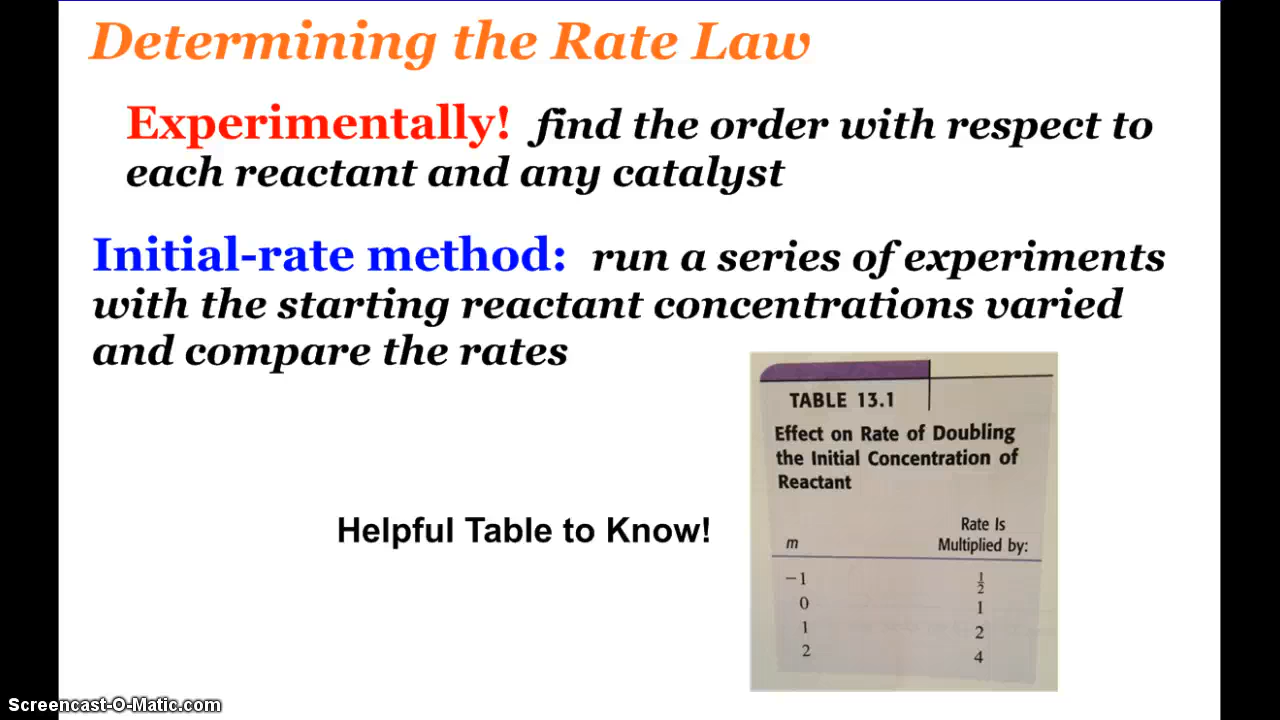 Determining the Rate Law
Experimentally! find the order with respect to
each reactant and any catalyst
Initial-rate method: run a series of experiments
with the starting reactant concentrations varied
and compare the rates
TABLE 13.1
Effect on Rate of Doubling
the Initial Concentration of
Reactant
Helpful Table to Know!
Rate Is
m Multiplied by:
−1 1/2
0 1
1 2
2 4
Screencast-O-Matic.com